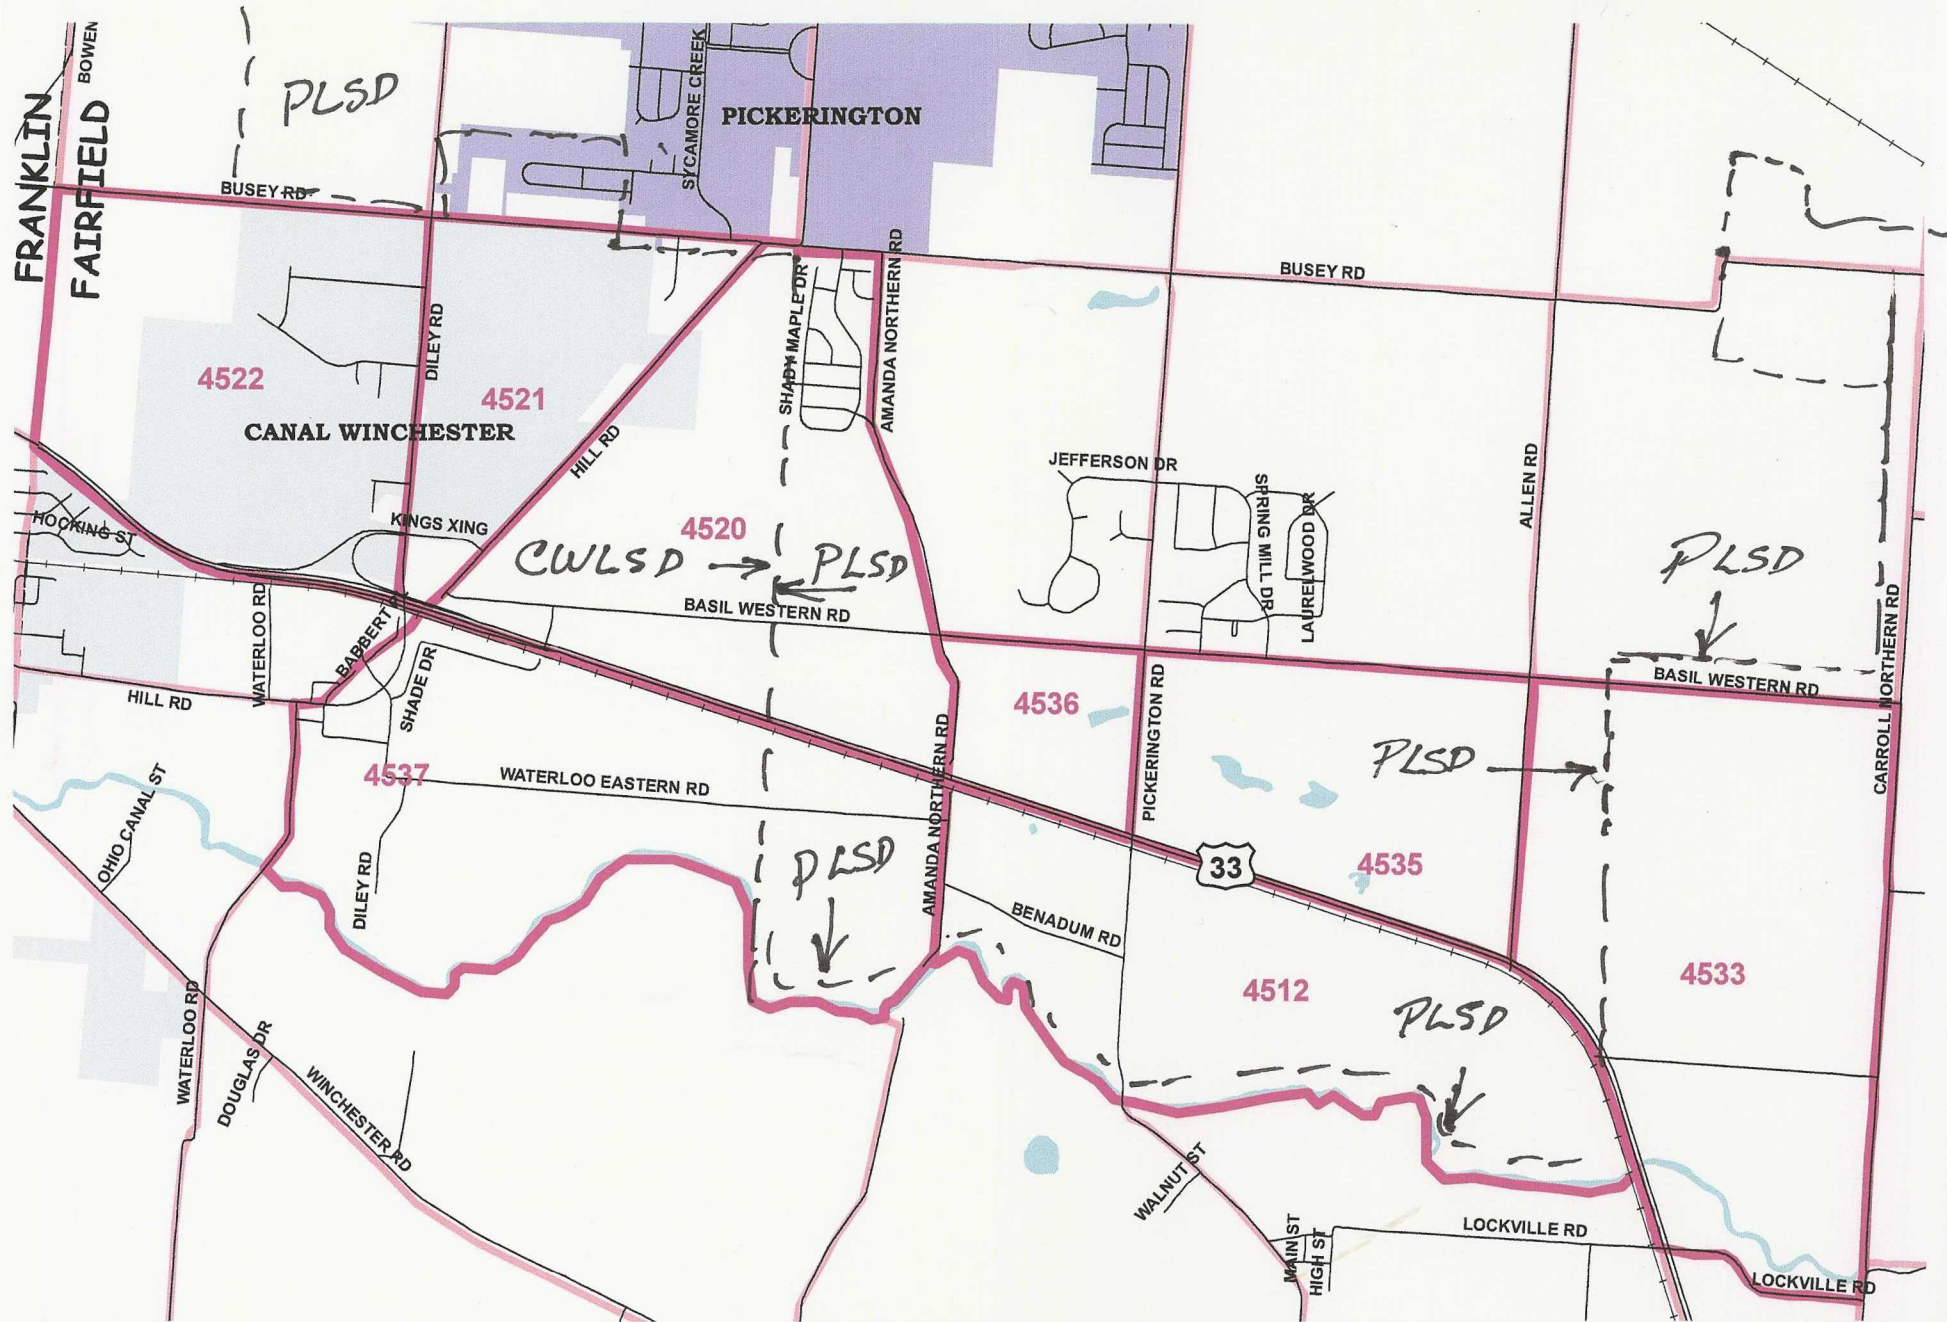 BOWEN
FRANKLIN
FAIRFIELD
PLSD
SYCAMORE CREEK
PICKERINGTON
BUSEY RD
BUSEY RD
AMANDA NORTHERN RD
SHADY MAPLE DR
DILEY RD
4522
4521
CANAL WINCHESTER
HILL RD
JEFFERSON DR
SPRING MILL DR
LAURELWOOD DR
ALLEN RD
HOCKING ST
KINGS XING
4520
CWLSD
PLSD
PLSD
BASIL WESTERN RD
WATERLOO RD
BABBERT
SHADE DR
HILL RD
BASIL WESTERN RD
CARROLL NORTHERN RD
4536
PICKERINGTON RD
PLSD
4537
WATERLOO EASTERN RD
AMANDA NORTHERN RD
OHIO CANAL ST
DILEY RD
PLSD
33
4535
BENADUM RD
4533
4512
PLSD
WATERLOO RD
DOUGLAS DR
WINCHESTER RD
WALNUT ST
MAIN ST
HIGH ST
LOCKVILLE RD
LOCKVILLE RD